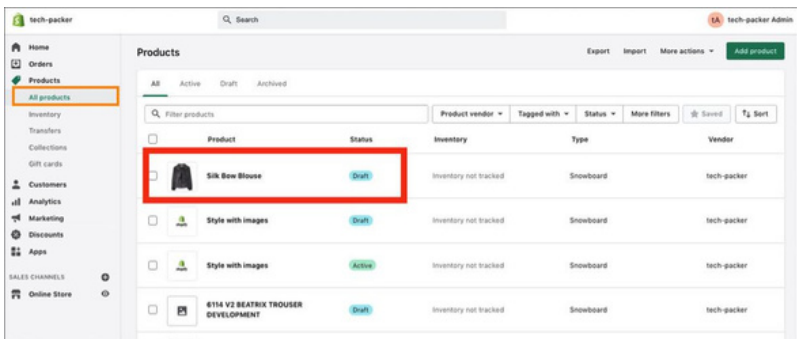 tech-packer
Search
tA tech-packer Admin
Home
Orders
Products
All products
Inventory
Transfers
Collections
Gift cards
Customers
Analytics
Marketing
Discounts
Apps
SALES CHANNELS
Online Store
Products
Export Import More actions Add product
All Active Draft Archived
Filter products Product vendor Tagged with Status More filters Saved Sort
Product Status Inventory Type Vendor
Silk Bow Blouse Draft Inventory not tracked Snowboard tech-packer
Style with images Draft Inventory not tracked Snowboard tech-packer
Style with images Active Inventory not tracked Snowboard tech-packer
6114 V2 BEATRIX TROUSER
DEVELOPMENT Draft Inventory not tracked Snowboard tech-packer